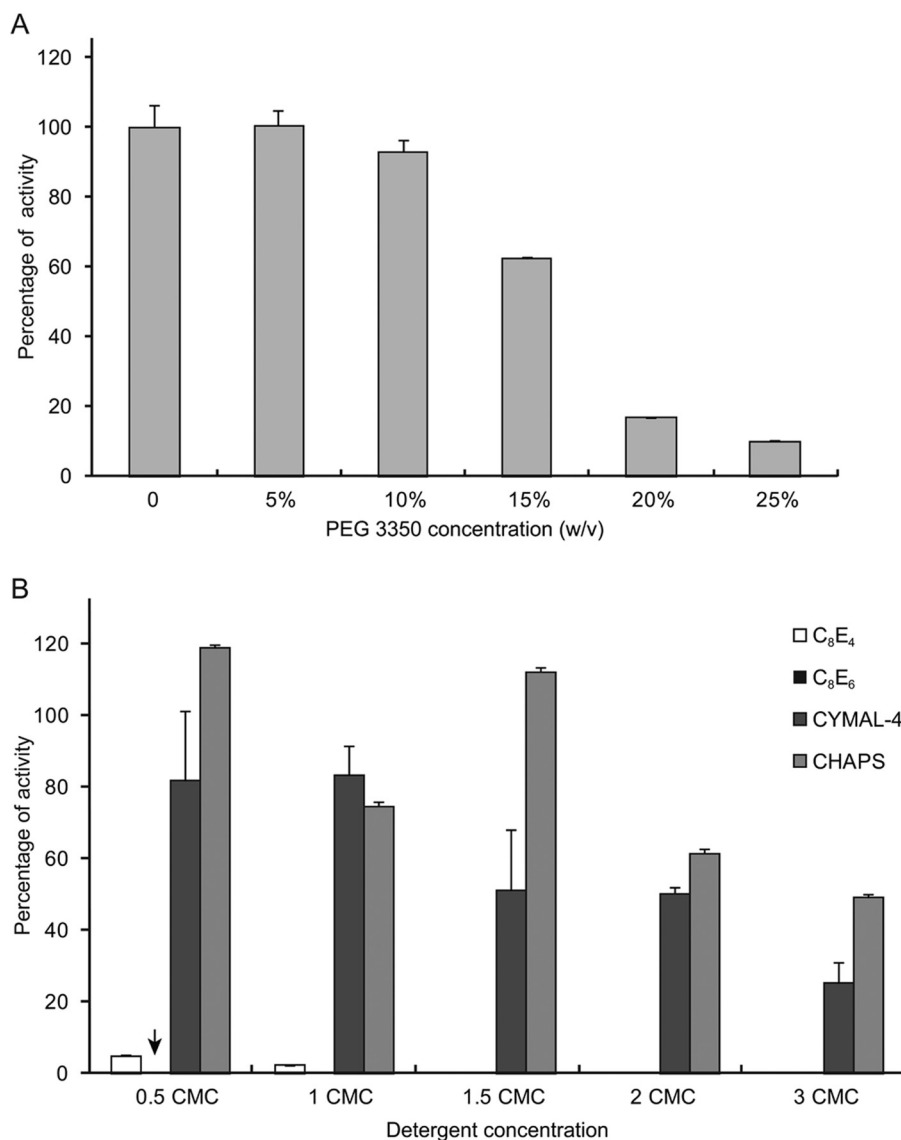 A
120
100
80
60
40
20
0
Percentage of activity
0 5% 10% 15% 20% 25%
PEG 3350 concentration (w/v)
B
120
100
80
60
40
20
0
Percentage of activity
C₈E₄
C₈E₆
CYMAL-4
CHAPS
0.5 CMC 1 CMC 1.5 CMC 2 CMC 3 CMC
Detergent concentration